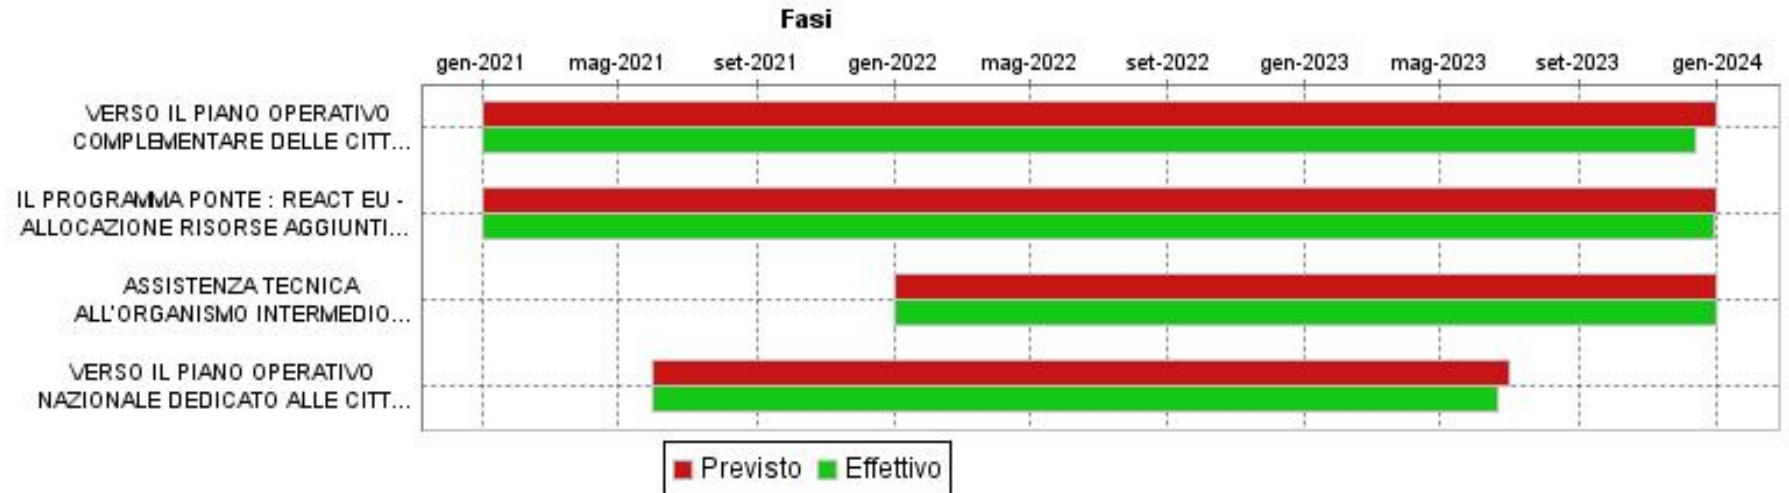 Fasi
gen-2021 mag-2021 set-2021 gen-2022 mag-2022 set-2022 gen-2023 mag-2023 set-2023 gen-2024
VERSO IL PIANO OPERATIVO
COMPLEMENTARE DELLE CITT...
IL PROGRAMMA PONTE : REACT EU -
ALLOCAZIONE RISORSE AGGIUNTI...
ASSISTENZA TECNICA
ALL'ORGANISMO INTERMEDIO...
VERSO IL PIANO OPERATIVO
NAZIONALE DEDICATO ALLE CITT...
Previsto Effettivo